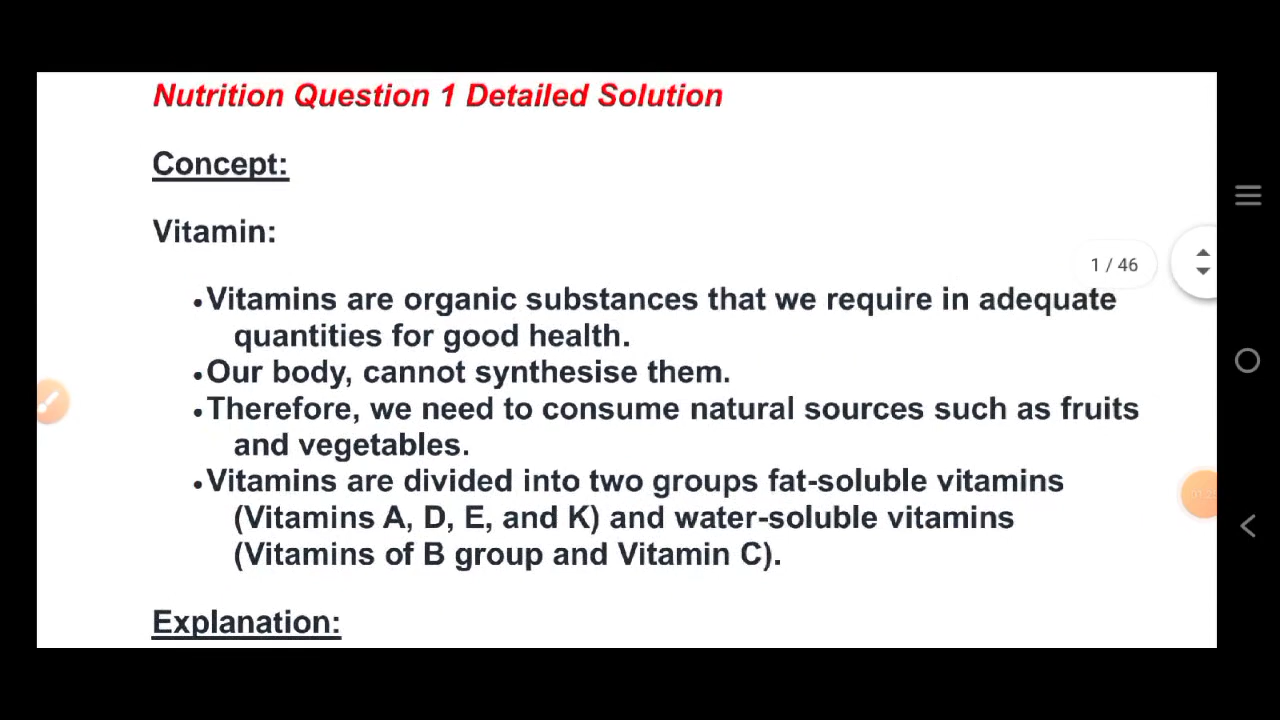 Nutrition Question 1 Detailed Solution
Concept:
Vitamin:
•Vitamins are organic substances that we require in adequate
quantities for good health.
•Our body, cannot synthesise them.
•Therefore, we need to consume natural sources such as fruits
and vegetables.
•Vitamins are divided into two groups fat-soluble vitamins
(Vitamins A, D, E, and K) and water-soluble vitamins
(Vitamins of B group and Vitamin C).
Explanation:
1 / 46